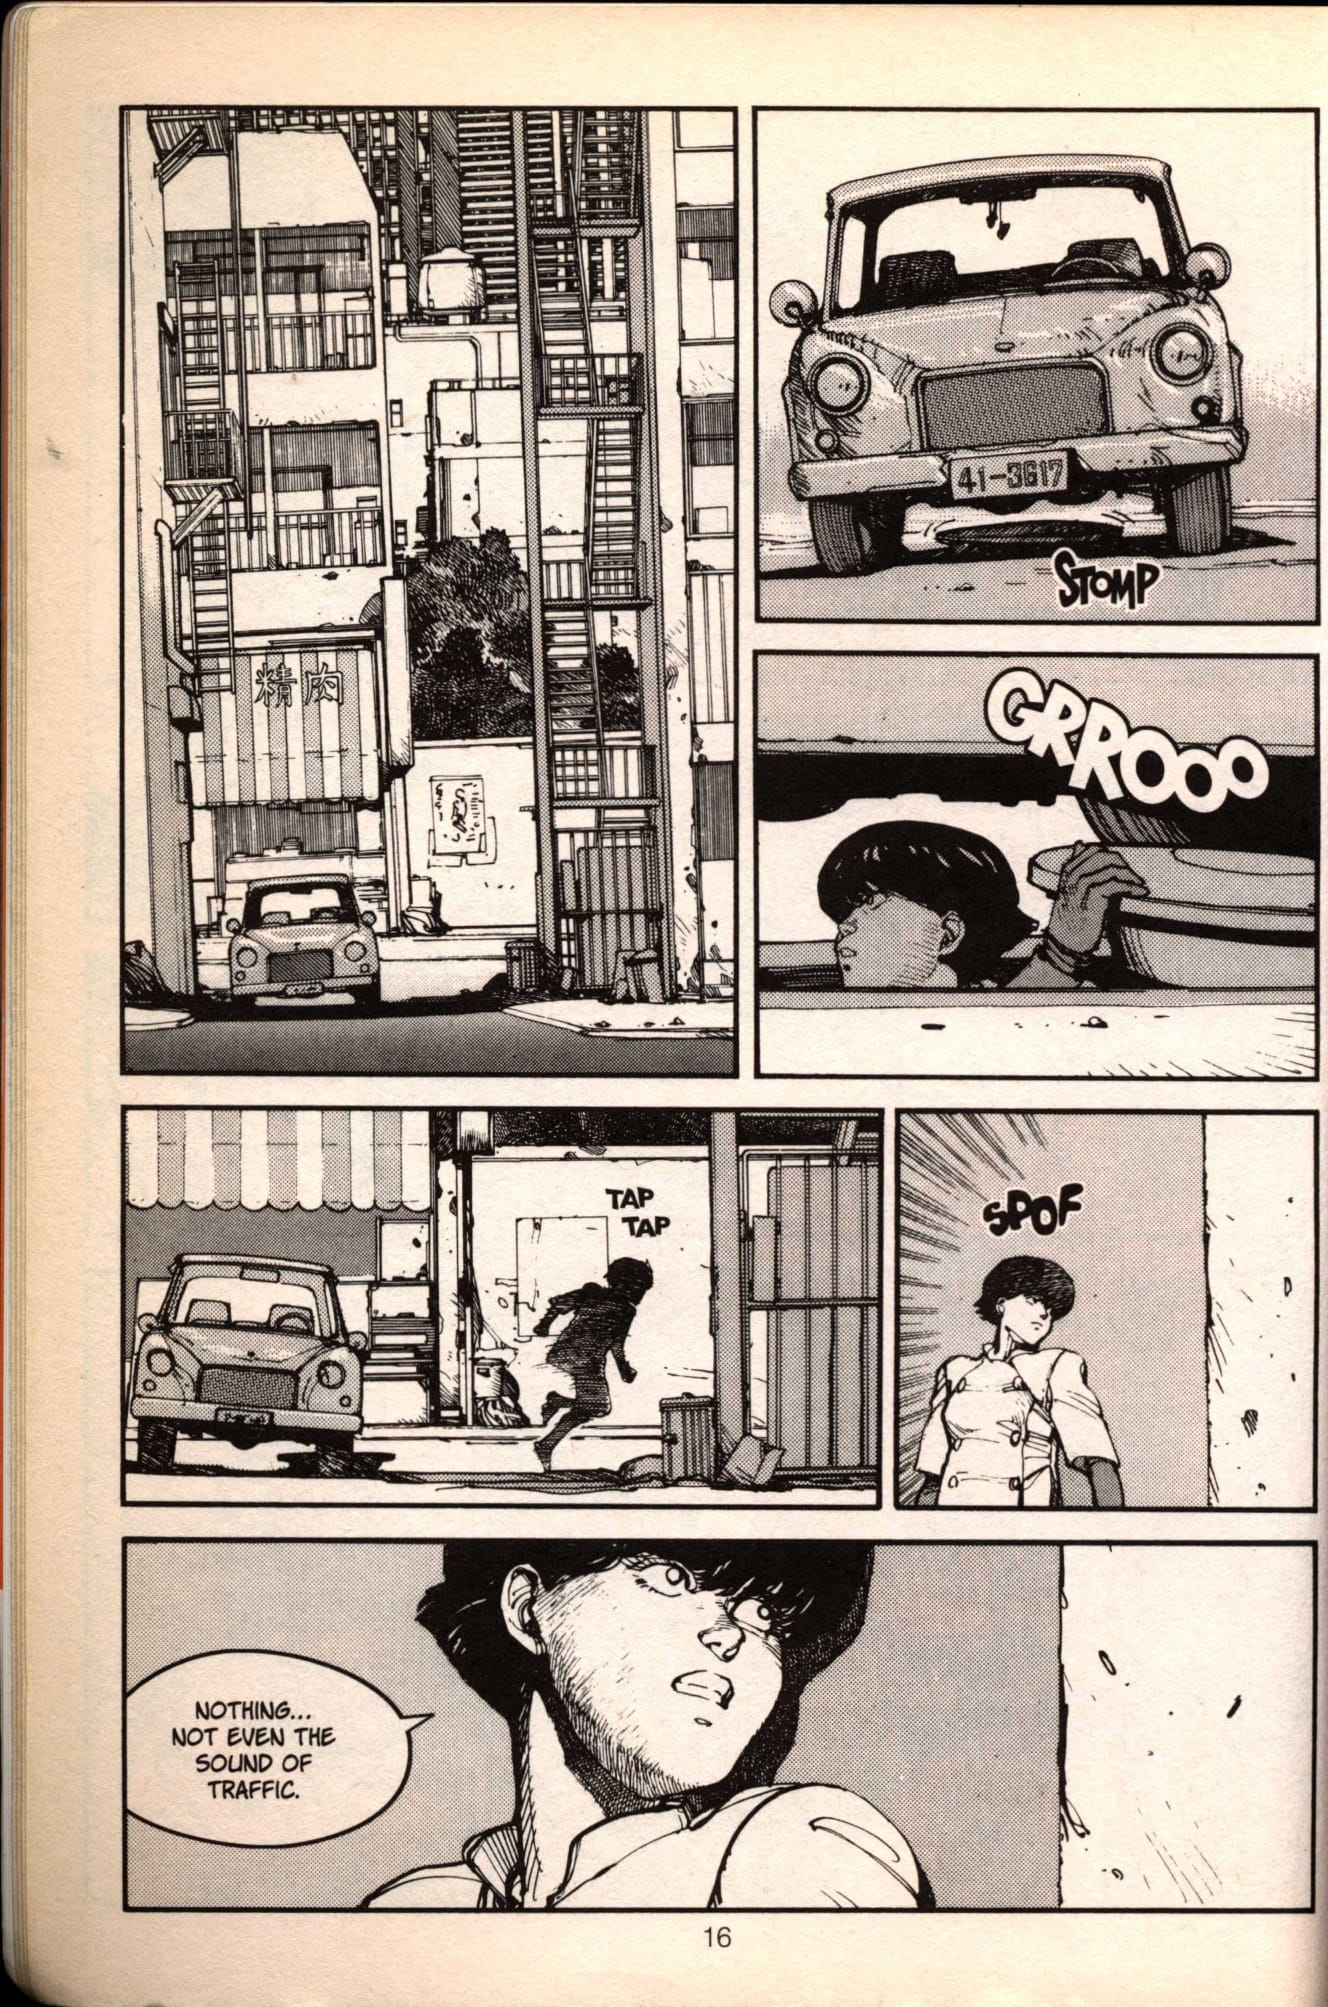 精肉
41-3617
STOMP
GRROOO
TAP
TAP
SPOF
NOTHING...
NOT EVEN THE
SOUND OF
TRAFFIC.
16